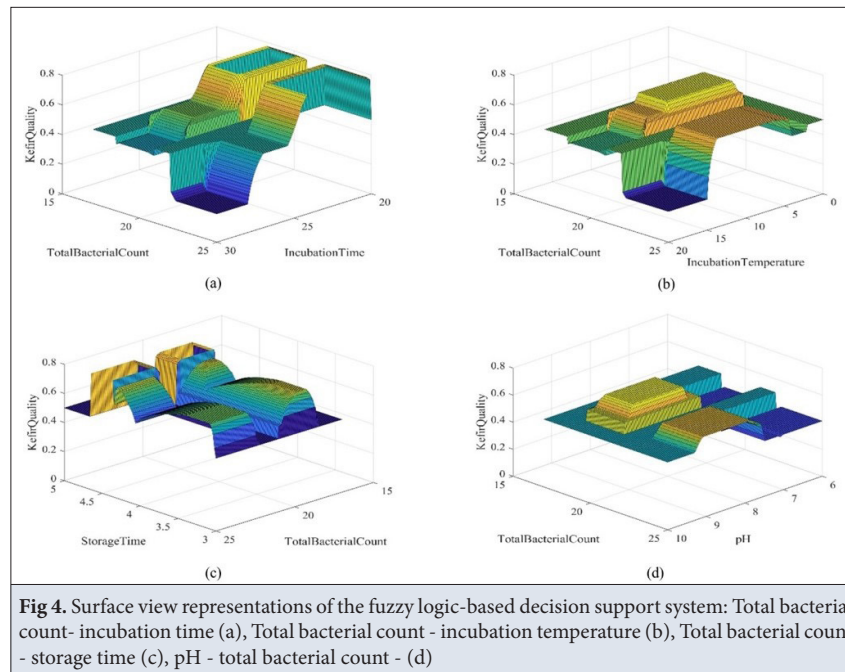 0.8
0.6
0.4
0.2
0
KefirQuality
15
20
25
TotalBacterialCount
30
25
20
IncubationTime
(a)
0.8
0.6
0.4
0.2
0
KefirQuality
15
20
25
TotalBacterialCount
20
15
10
5
0
IncubationTemperature
(b)
0.8
0.6
0.4
0.2
0
KefirQuality
5
4.5
4
3.5
3
StorageTime
25
20
15
TotalBacterialCount
(c)
0.8
0.6
0.4
0.2
0
KefirQuality
15
20
25
TotalBacterialCount
10
9
8
7
6
pH
(d)
Fig 4. Surface view representations of the fuzzy logic-based decision support system: Total bacteria
count- incubation time (a), Total bacterial count - incubation temperature (b), Total bacterial coun
- storage time (c), pH - total bacterial count - (d)